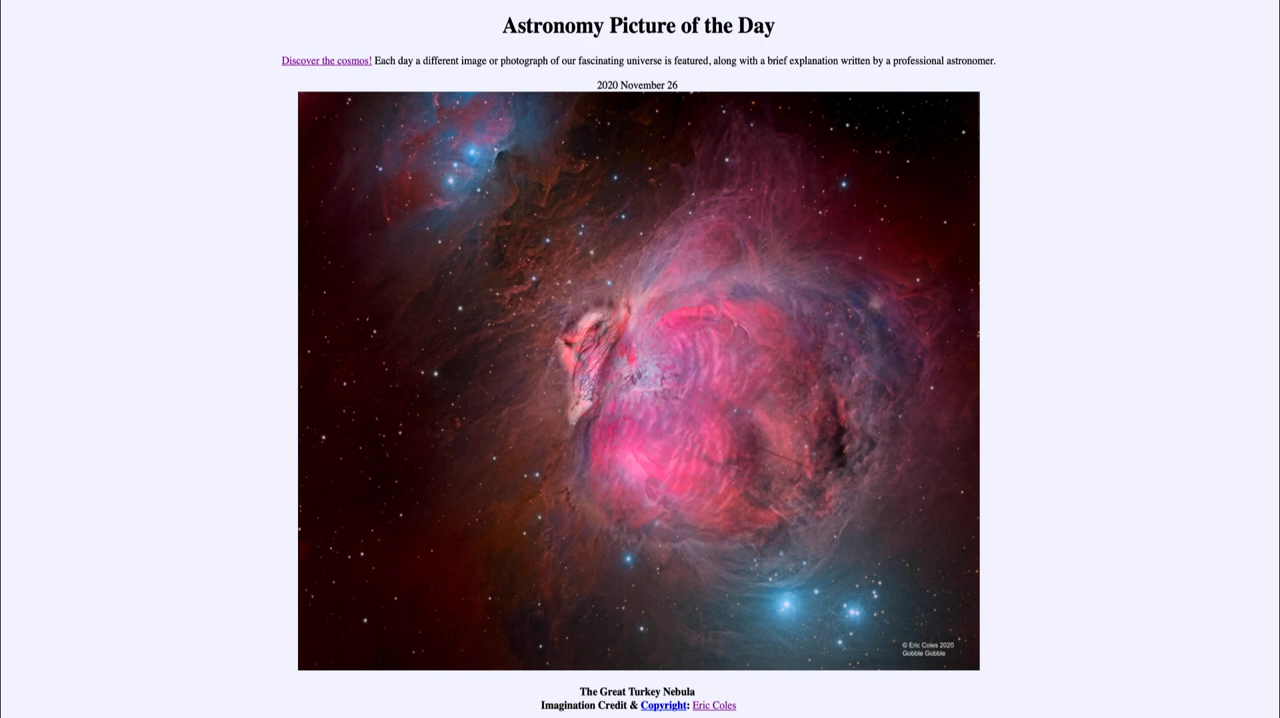 Astronomy Picture of the Day
Discover the cosmos! Each day a different image or photograph of our fascinating universe is featured, along with a brief explanation written by a professional astronomer.
2020 November 26
© Eric Coles 2020
Gobble Gobble
The Great Turkey Nebula
Imagination Credit & Copyright: Eric Coles